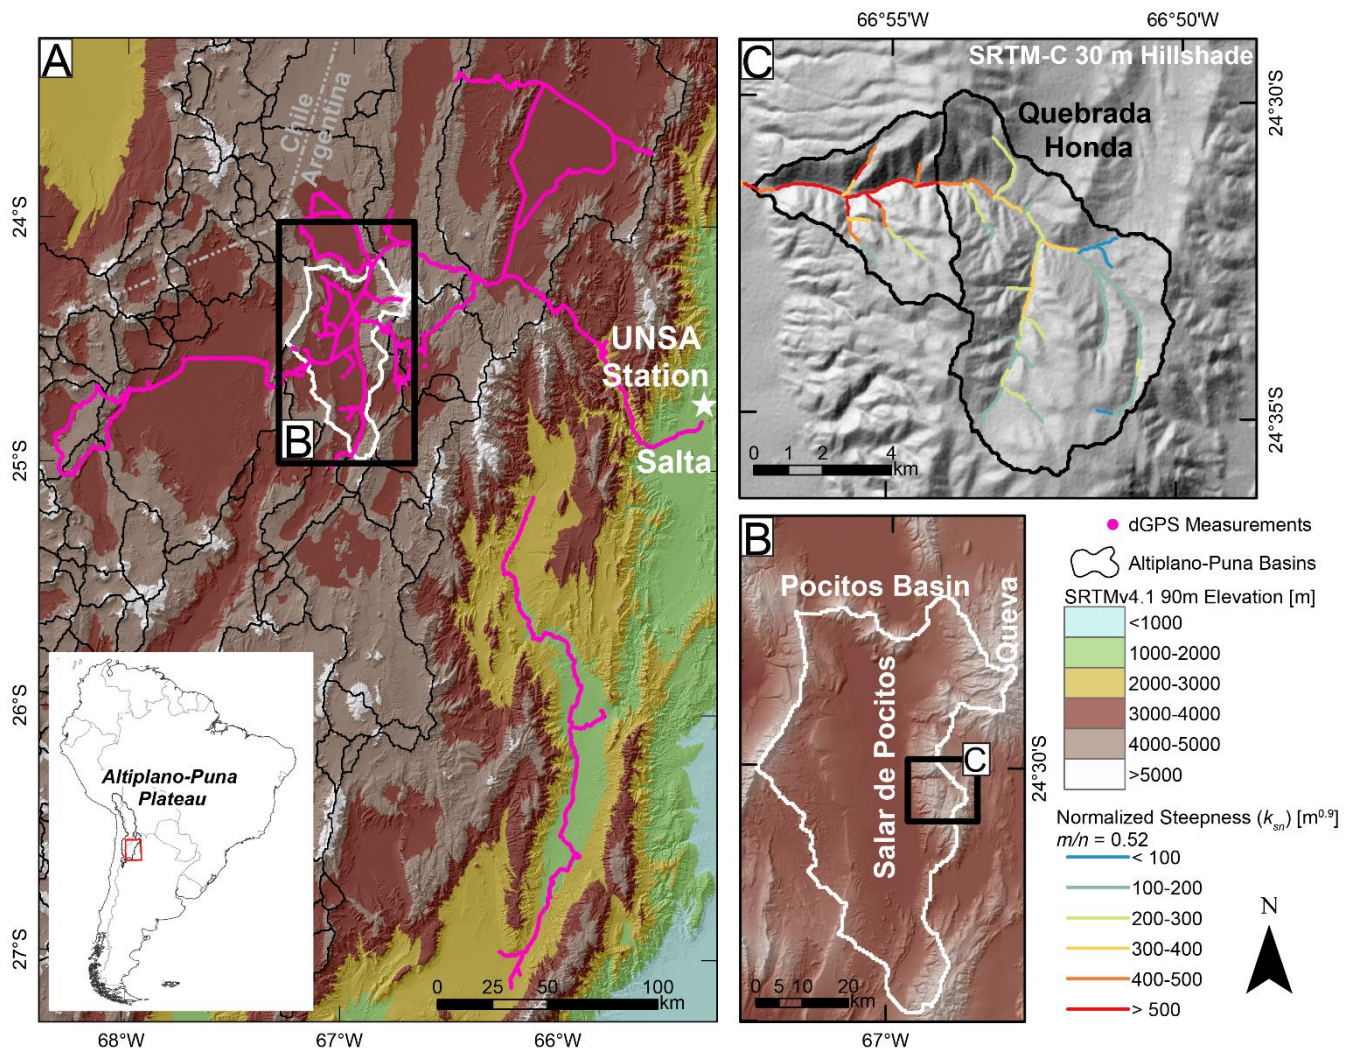 A
Chile
Argentina
24°S
25°S
26°S
27°S
68°W
67°W
66°W
B
UNSA
Station
Salta
Altiplano-Puna
Plateau
0 25 50 100
km
66°55'W
66°50'W
C
SRTM-C 30 m Hillshade
Quebrada
Honda
24°30'S
24°35'S
0 1 2 4
km
B
Pocitos Basin
Queva
Salar de Pocitos
C
24°30'S
0 5 10 20
km
67°W
dGPS Measurements
Altiplano-Puna Basins
SRTMv4.1 90m Elevation [m]
<1000
1000-2000
2000-3000
3000-4000
4000-5000
>5000
Normalized Steepness (ksn) [m0.9]
m/n = 0.52
< 100
100-200
200-300
300-400
400-500
> 500
N